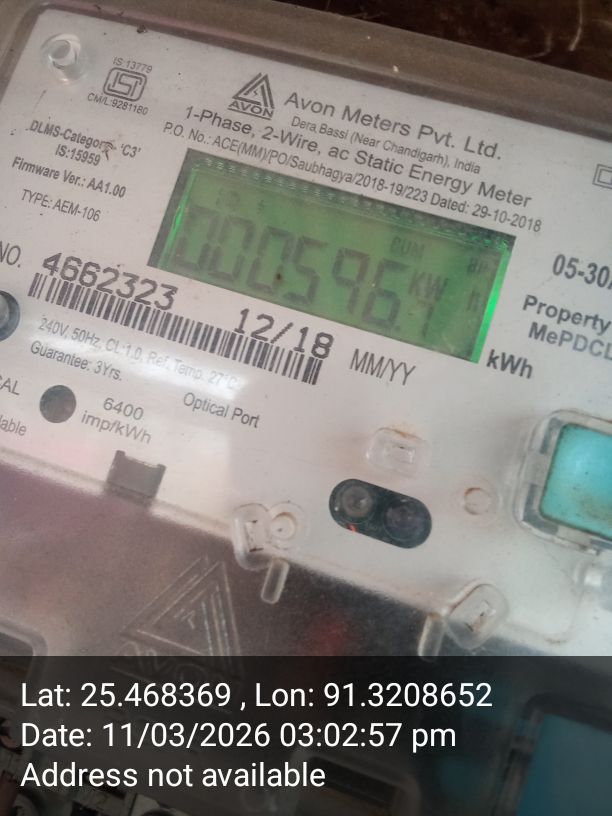 IS 13779
CM/L:9281180
AVON
Avon Meters Pvt. Ltd.
Dera Bassi (Near Chandigarh), India
1-Phase, 2-Wire, ac Static Energy Meter
P.O. No.: ACE(MM)/PO/Saubhagya/2018-19/223 Dated: 29-10-2018
DLMS-Category 'C3'
IS:15959
Firmware Ver.: AA1.00
TYPE: AEM-106
CUM
000596.1
KW
h
05-30
kWh
Property
MePDCL
NO.
4662323
12/18
MM/YY
240V, 50Hz, CL:1.0, Ref. Temp. 27°C
Guarantee: 3Yrs.
CAL
6400
imp/kWh
Optical Port
Lat: 25.468369 , Lon: 91.3208652
Date: 11/03/2026 03:02:57 pm
Address not available